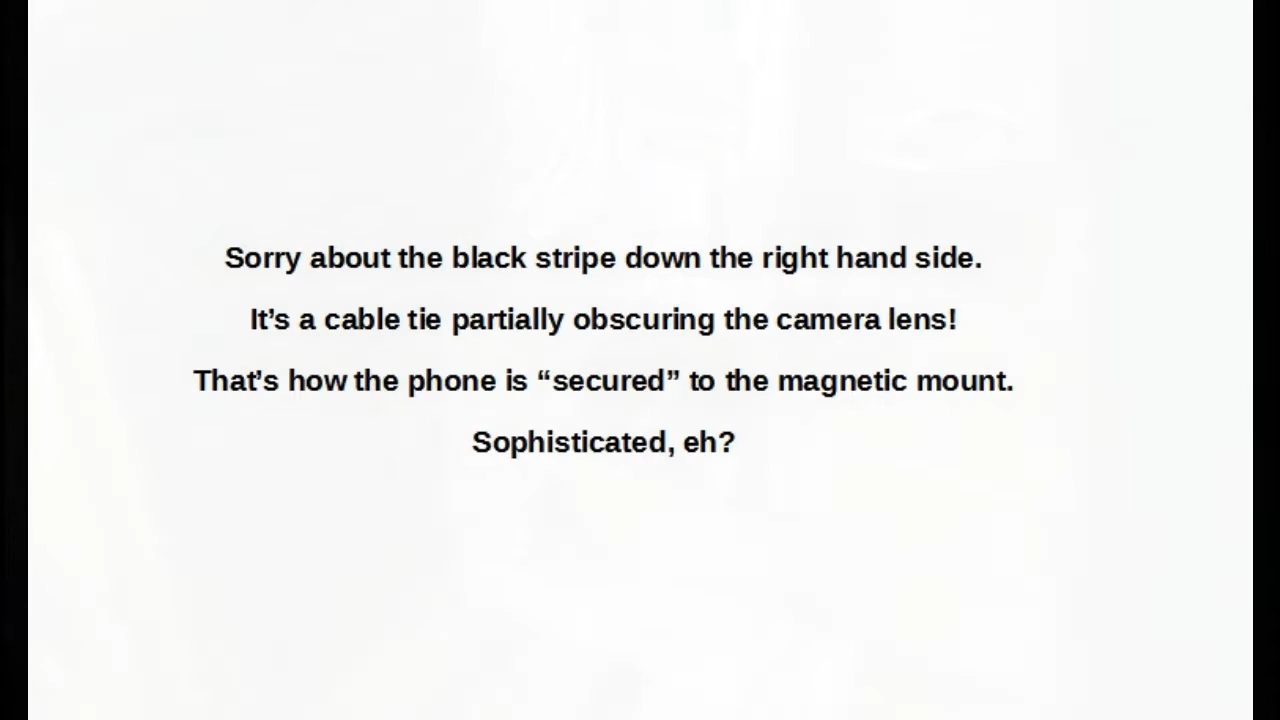 Sorry about the black stripe down the right hand side.
It’s a cable tie partially obscuring the camera lens!
That’s how the phone is “secured” to the magnetic mount.
Sophisticated, eh?